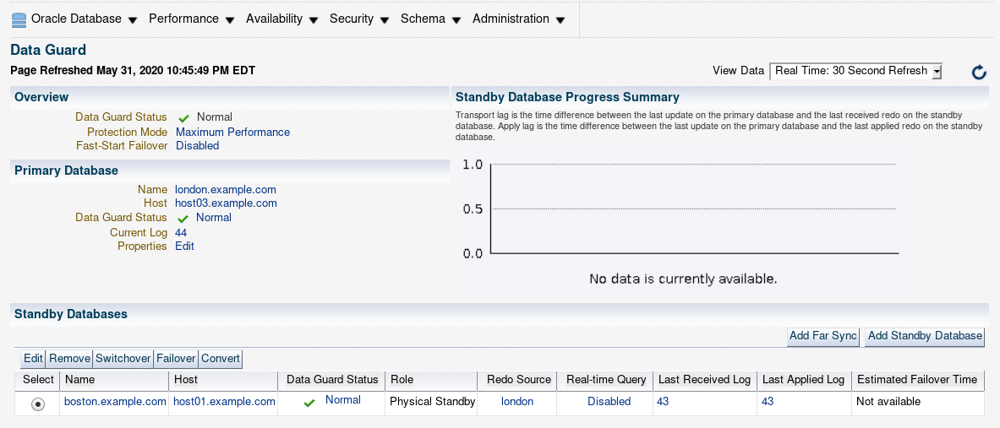 Oracle Database Performance Availability Security Schema Administration
Data Guard
Page Refreshed May 31, 2020 10:45:49 PM EDT
View Data Real Time: 30 Second Refresh
Overview
Data Guard Status Normal
Protection Mode Maximum Performance
Fast-Start Failover Disabled
Primary Database
Name london.example.com
Host host03.example.com
Data Guard Status Normal
Current Log 44
Properties Edit
Standby Database Progress Summary
Transport lag is the time difference between the last update on the primary database and the last received redo on the standby
database. Apply lag is the time difference between the last update on the primary database and the last applied redo on the standby
database.
1.0
0.5
0.0
No data is currently available.
Standby Databases
Add Far Sync Add Standby Database
Edit Remove Switchover Failover Convert
Select Name Host Data Guard Status Role Redo Source Real-time Query Last Received Log Last Applied Log Estimated Failover Time
boston.example.com host01.example.com Normal Physical Standby london Disabled 43 43 Not available